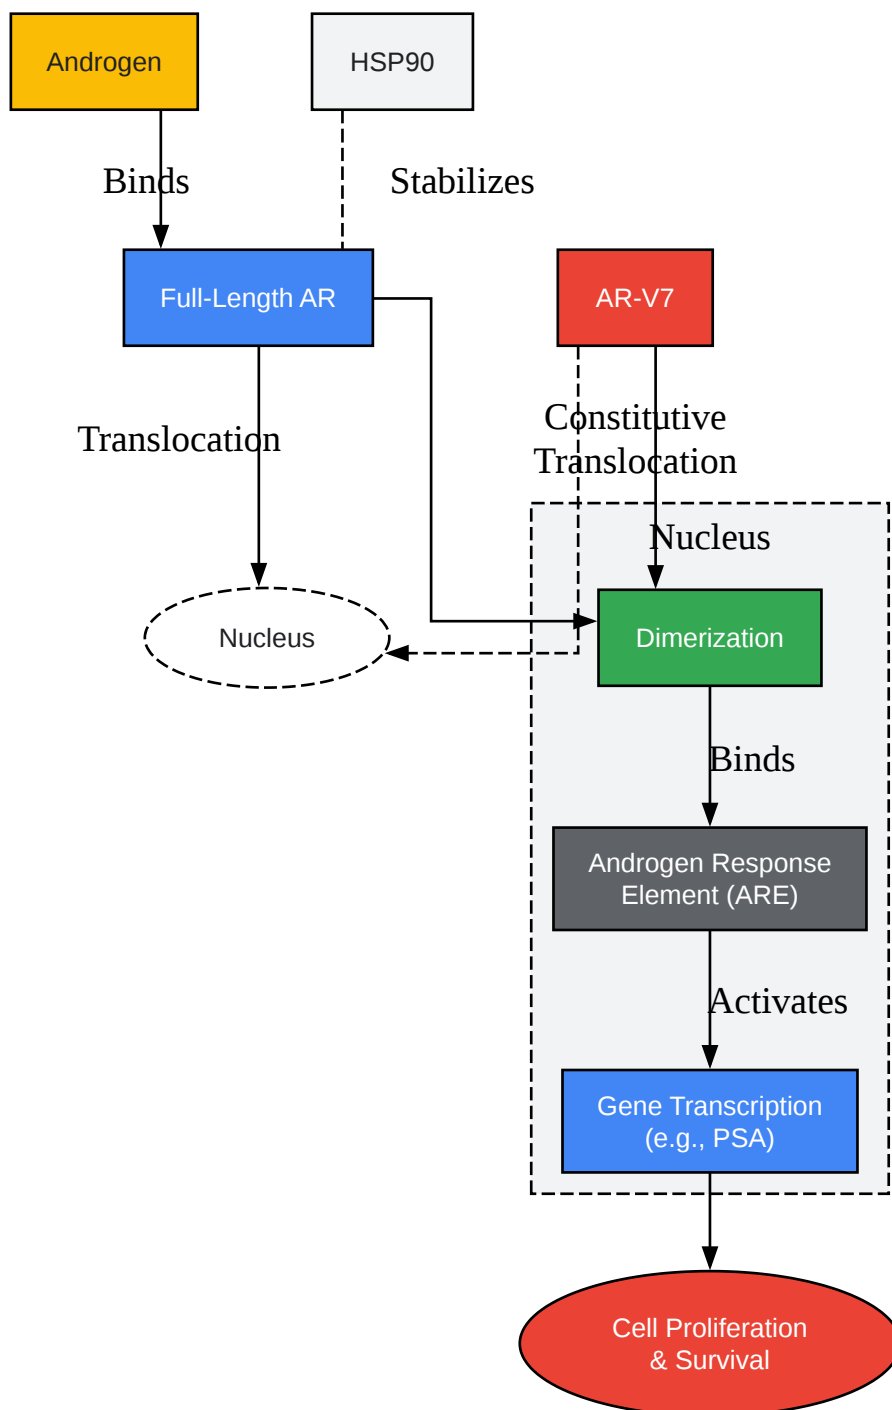 Androgen
HSP90
Binds
Stabilizes
Full-Length AR
AR-V7
Translocation
Constitutive
Translocation
Nucleus
Nucleus
Dimerization
Binds
Androgen Response
Element (ARE)
Activates
Gene Transcription
(e.g., PSA)
Cell Proliferation
& Survival